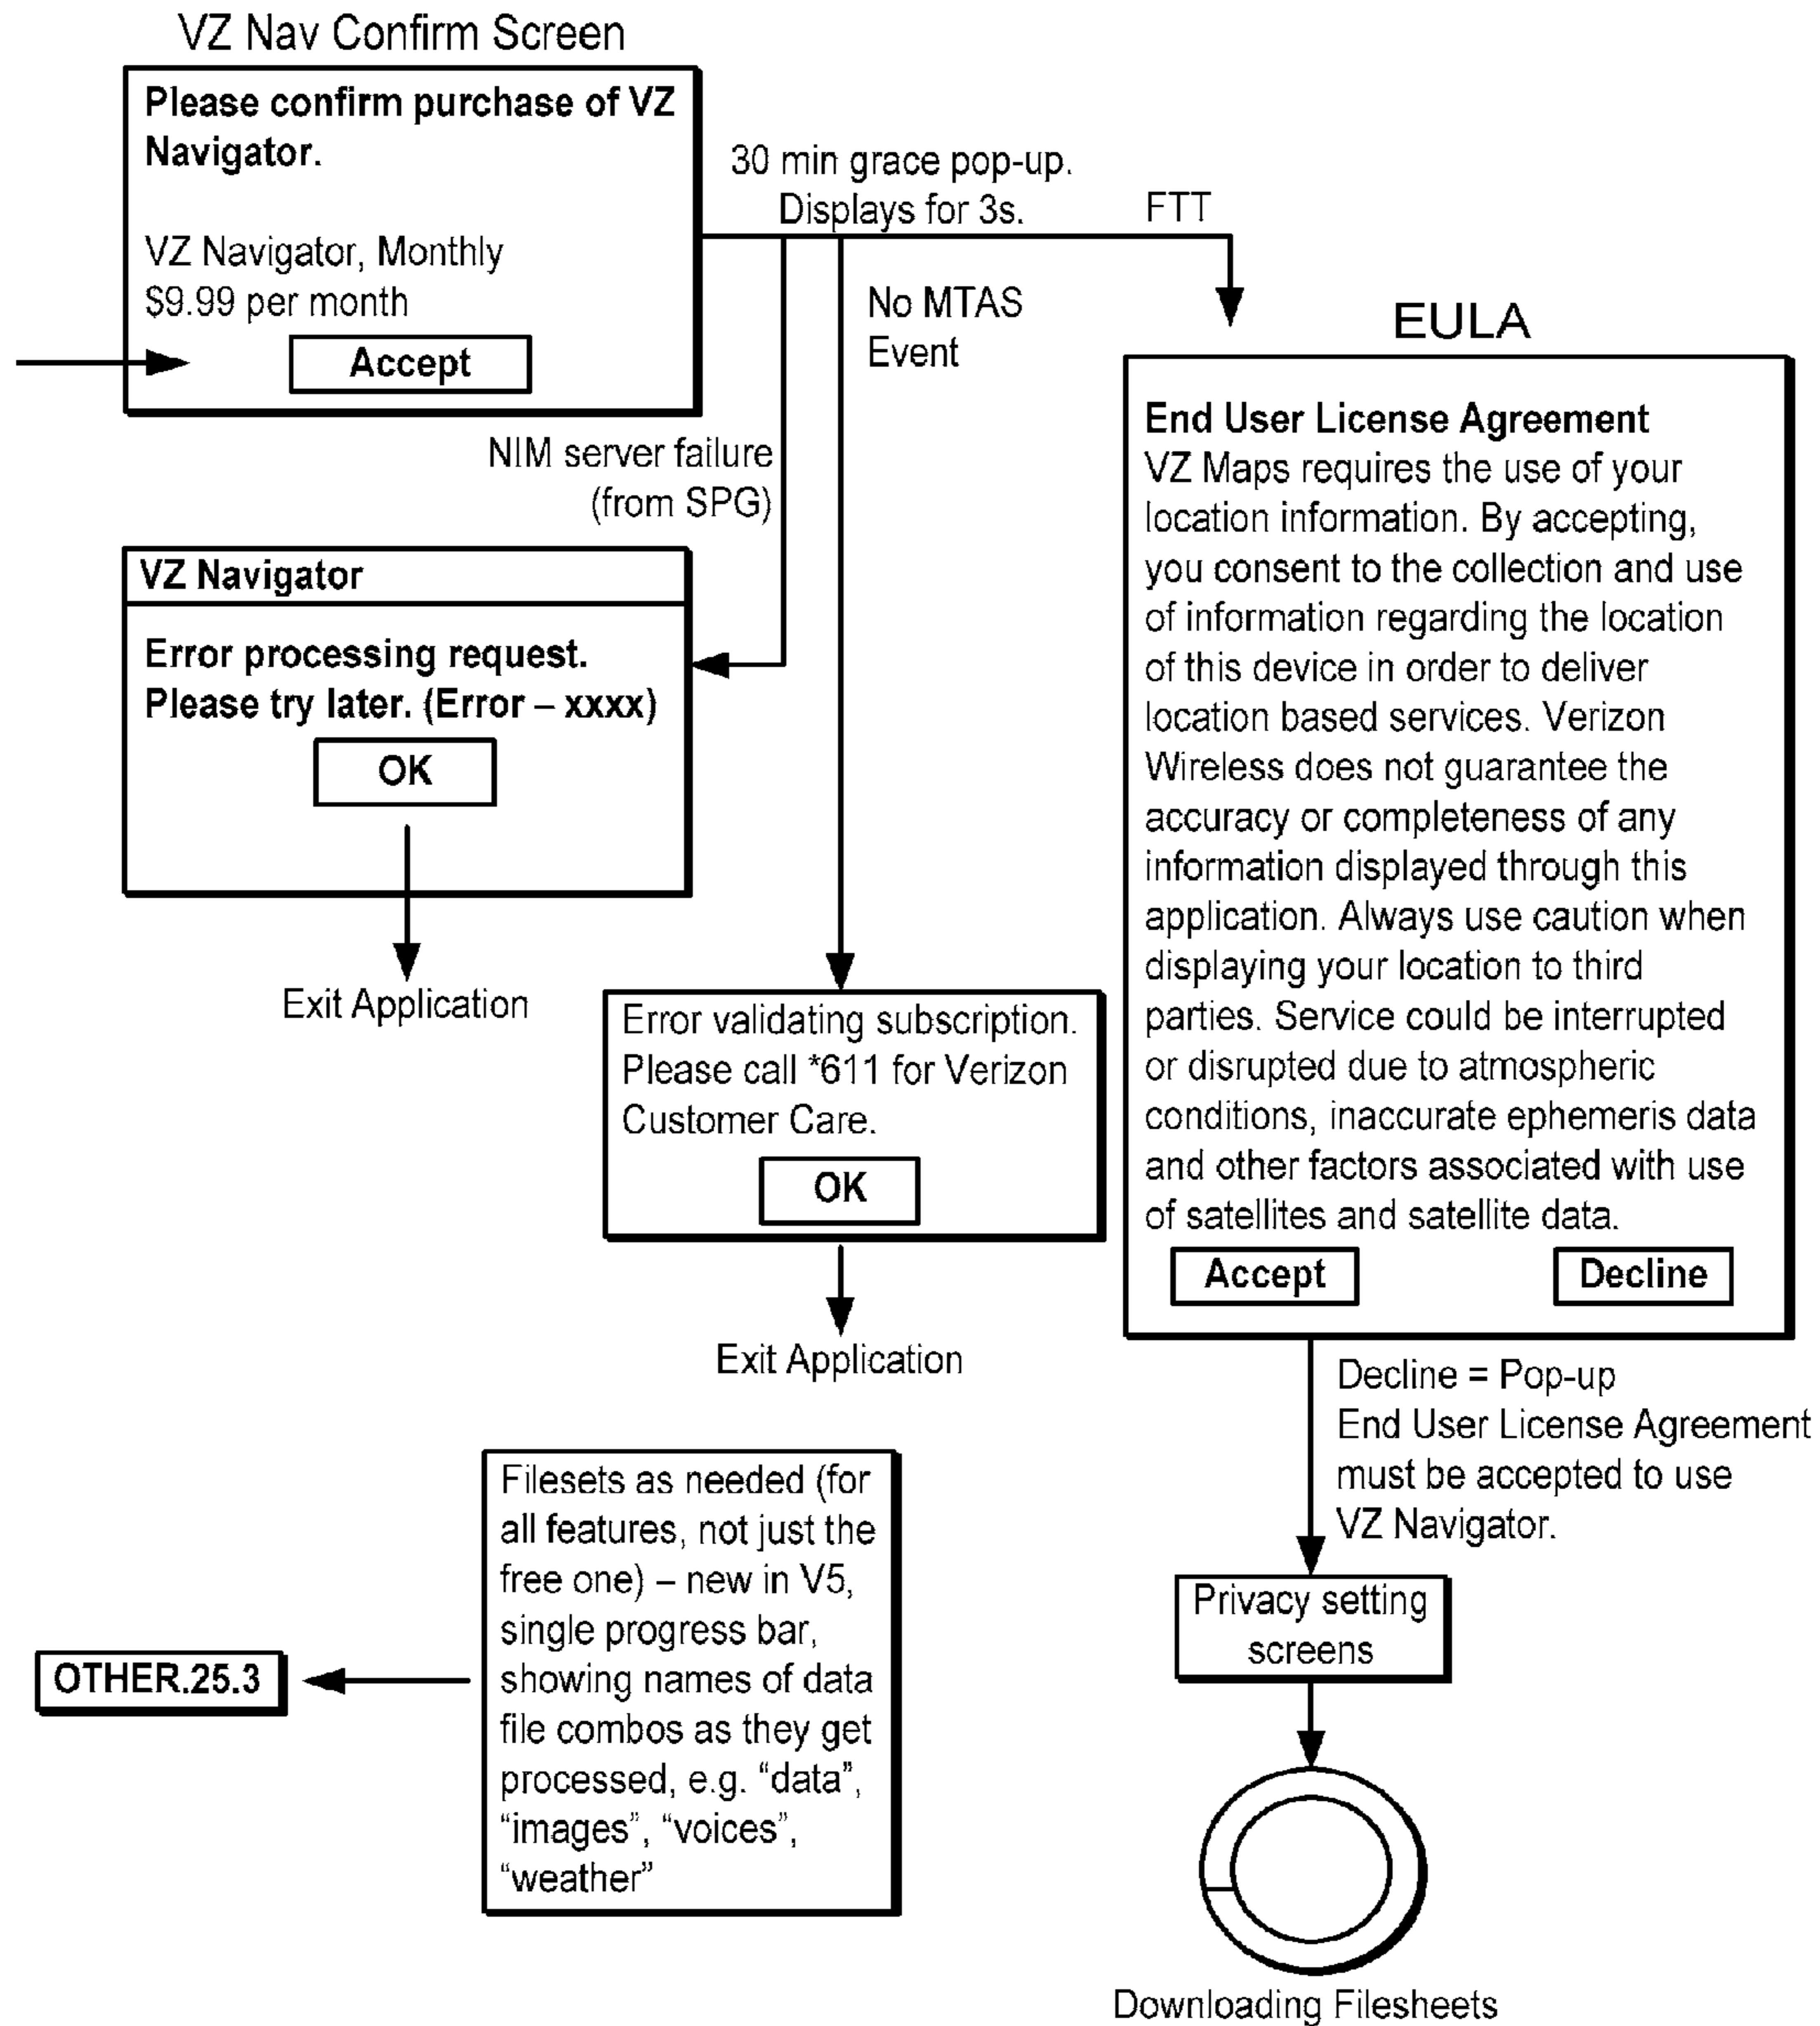 VZ Nav Confirm Screen
Please confirm purchase of VZ
Navigator.
VZ Navigator, Monthly
$9.99 per month
Accept
30 min grace pop-up.
Displays for 3s.
FTT
No MTAS
Event
NIM server failure
(from SPG)
VZ Navigator
Error processing request.
Please try later. (Error – xxxx)
OK
Exit Application
Error validating subscription.
Please call *611 for Verizon
Customer Care.
OK
Exit Application
EULA
End User License Agreement
VZ Maps requires the use of your
location information. By accepting,
you consent to the collection and use
of information regarding the location
of this device in order to deliver
location based services. Verizon
Wireless does not guarantee the
accuracy or completeness of any
information displayed through this
application. Always use caution when
displaying your location to third
parties. Service could be interrupted
or disrupted due to atmospheric
conditions, inaccurate ephemeris data
and other factors associated with use
of satellites and satellite data.
Accept
Decline
Decline = Pop-up
End User License Agreement
must be accepted to use
VZ Navigator.
Privacy setting
screens
Downloading Filesheets
Filesets as needed (for
all features, not just the
free one) – new in V5,
single progress bar,
showing names of data
file combos as they get
processed, e.g. “data”,
“images”, “voices”,
“weather”
OTHER.25.3